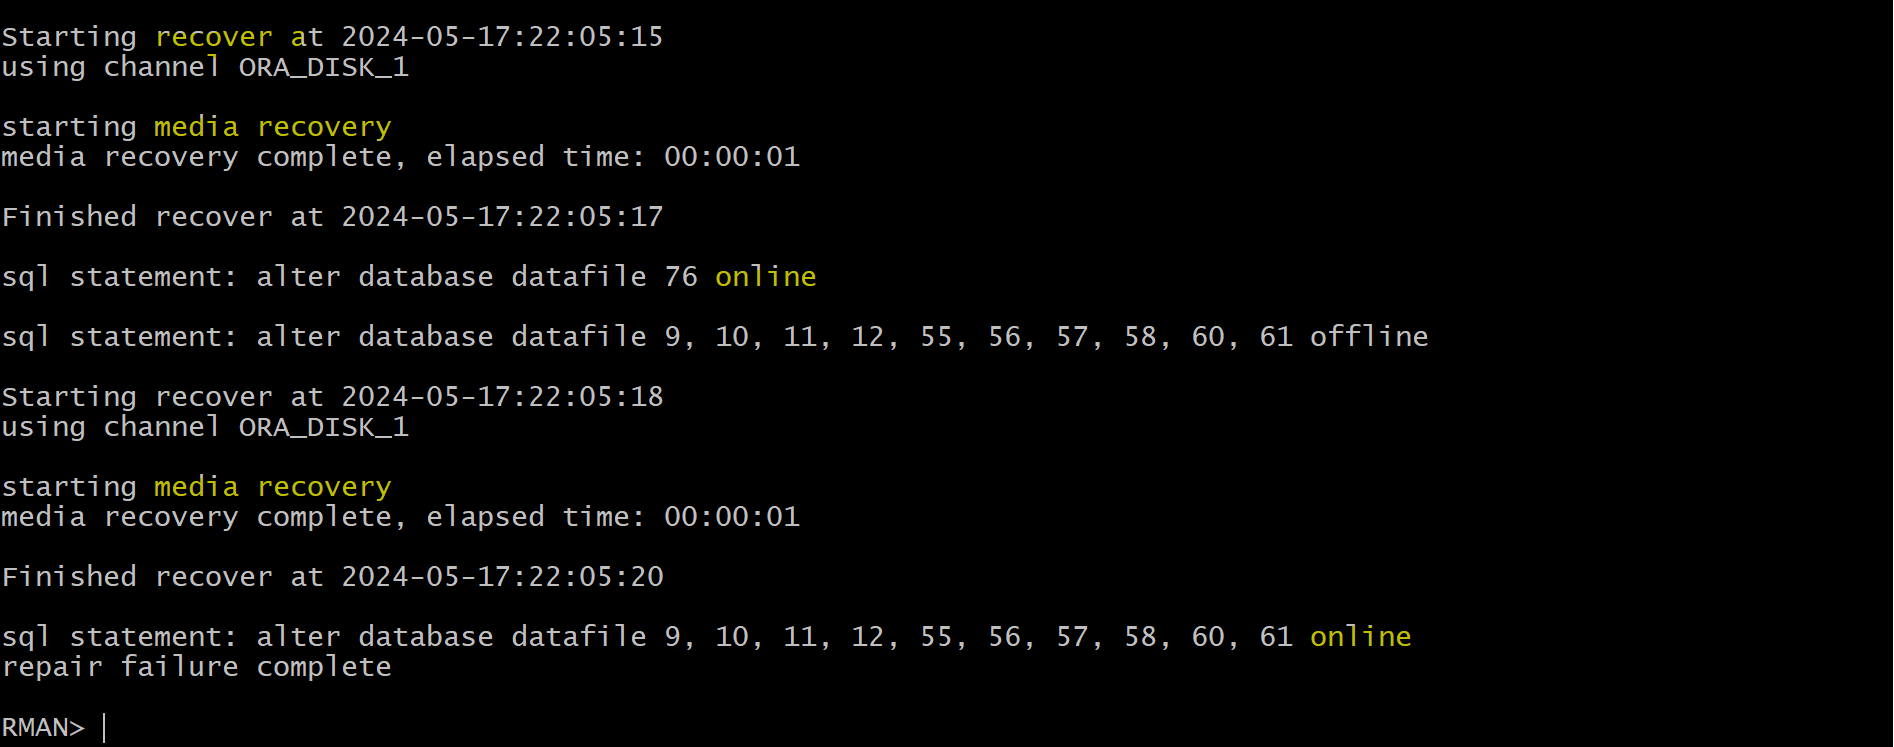 Starting recover at 2024-05-17:22:05:15
using channel ORA_DISK_1
starting media recovery
media recovery complete, elapsed time: 00:00:01
Finished recover at 2024-05-17:22:05:17
sql statement: alter database datafile 76 online
sql statement: alter database datafile 9, 10, 11, 12, 55, 56, 57, 58, 60, 61 offline
Starting recover at 2024-05-17:22:05:18
using channel ORA_DISK_1
starting media recovery
media recovery complete, elapsed time: 00:00:01
Finished recover at 2024-05-17:22:05:20
sql statement: alter database datafile 9, 10, 11, 12, 55, 56, 57, 58, 60, 61 online
repair failure complete
RMAN>